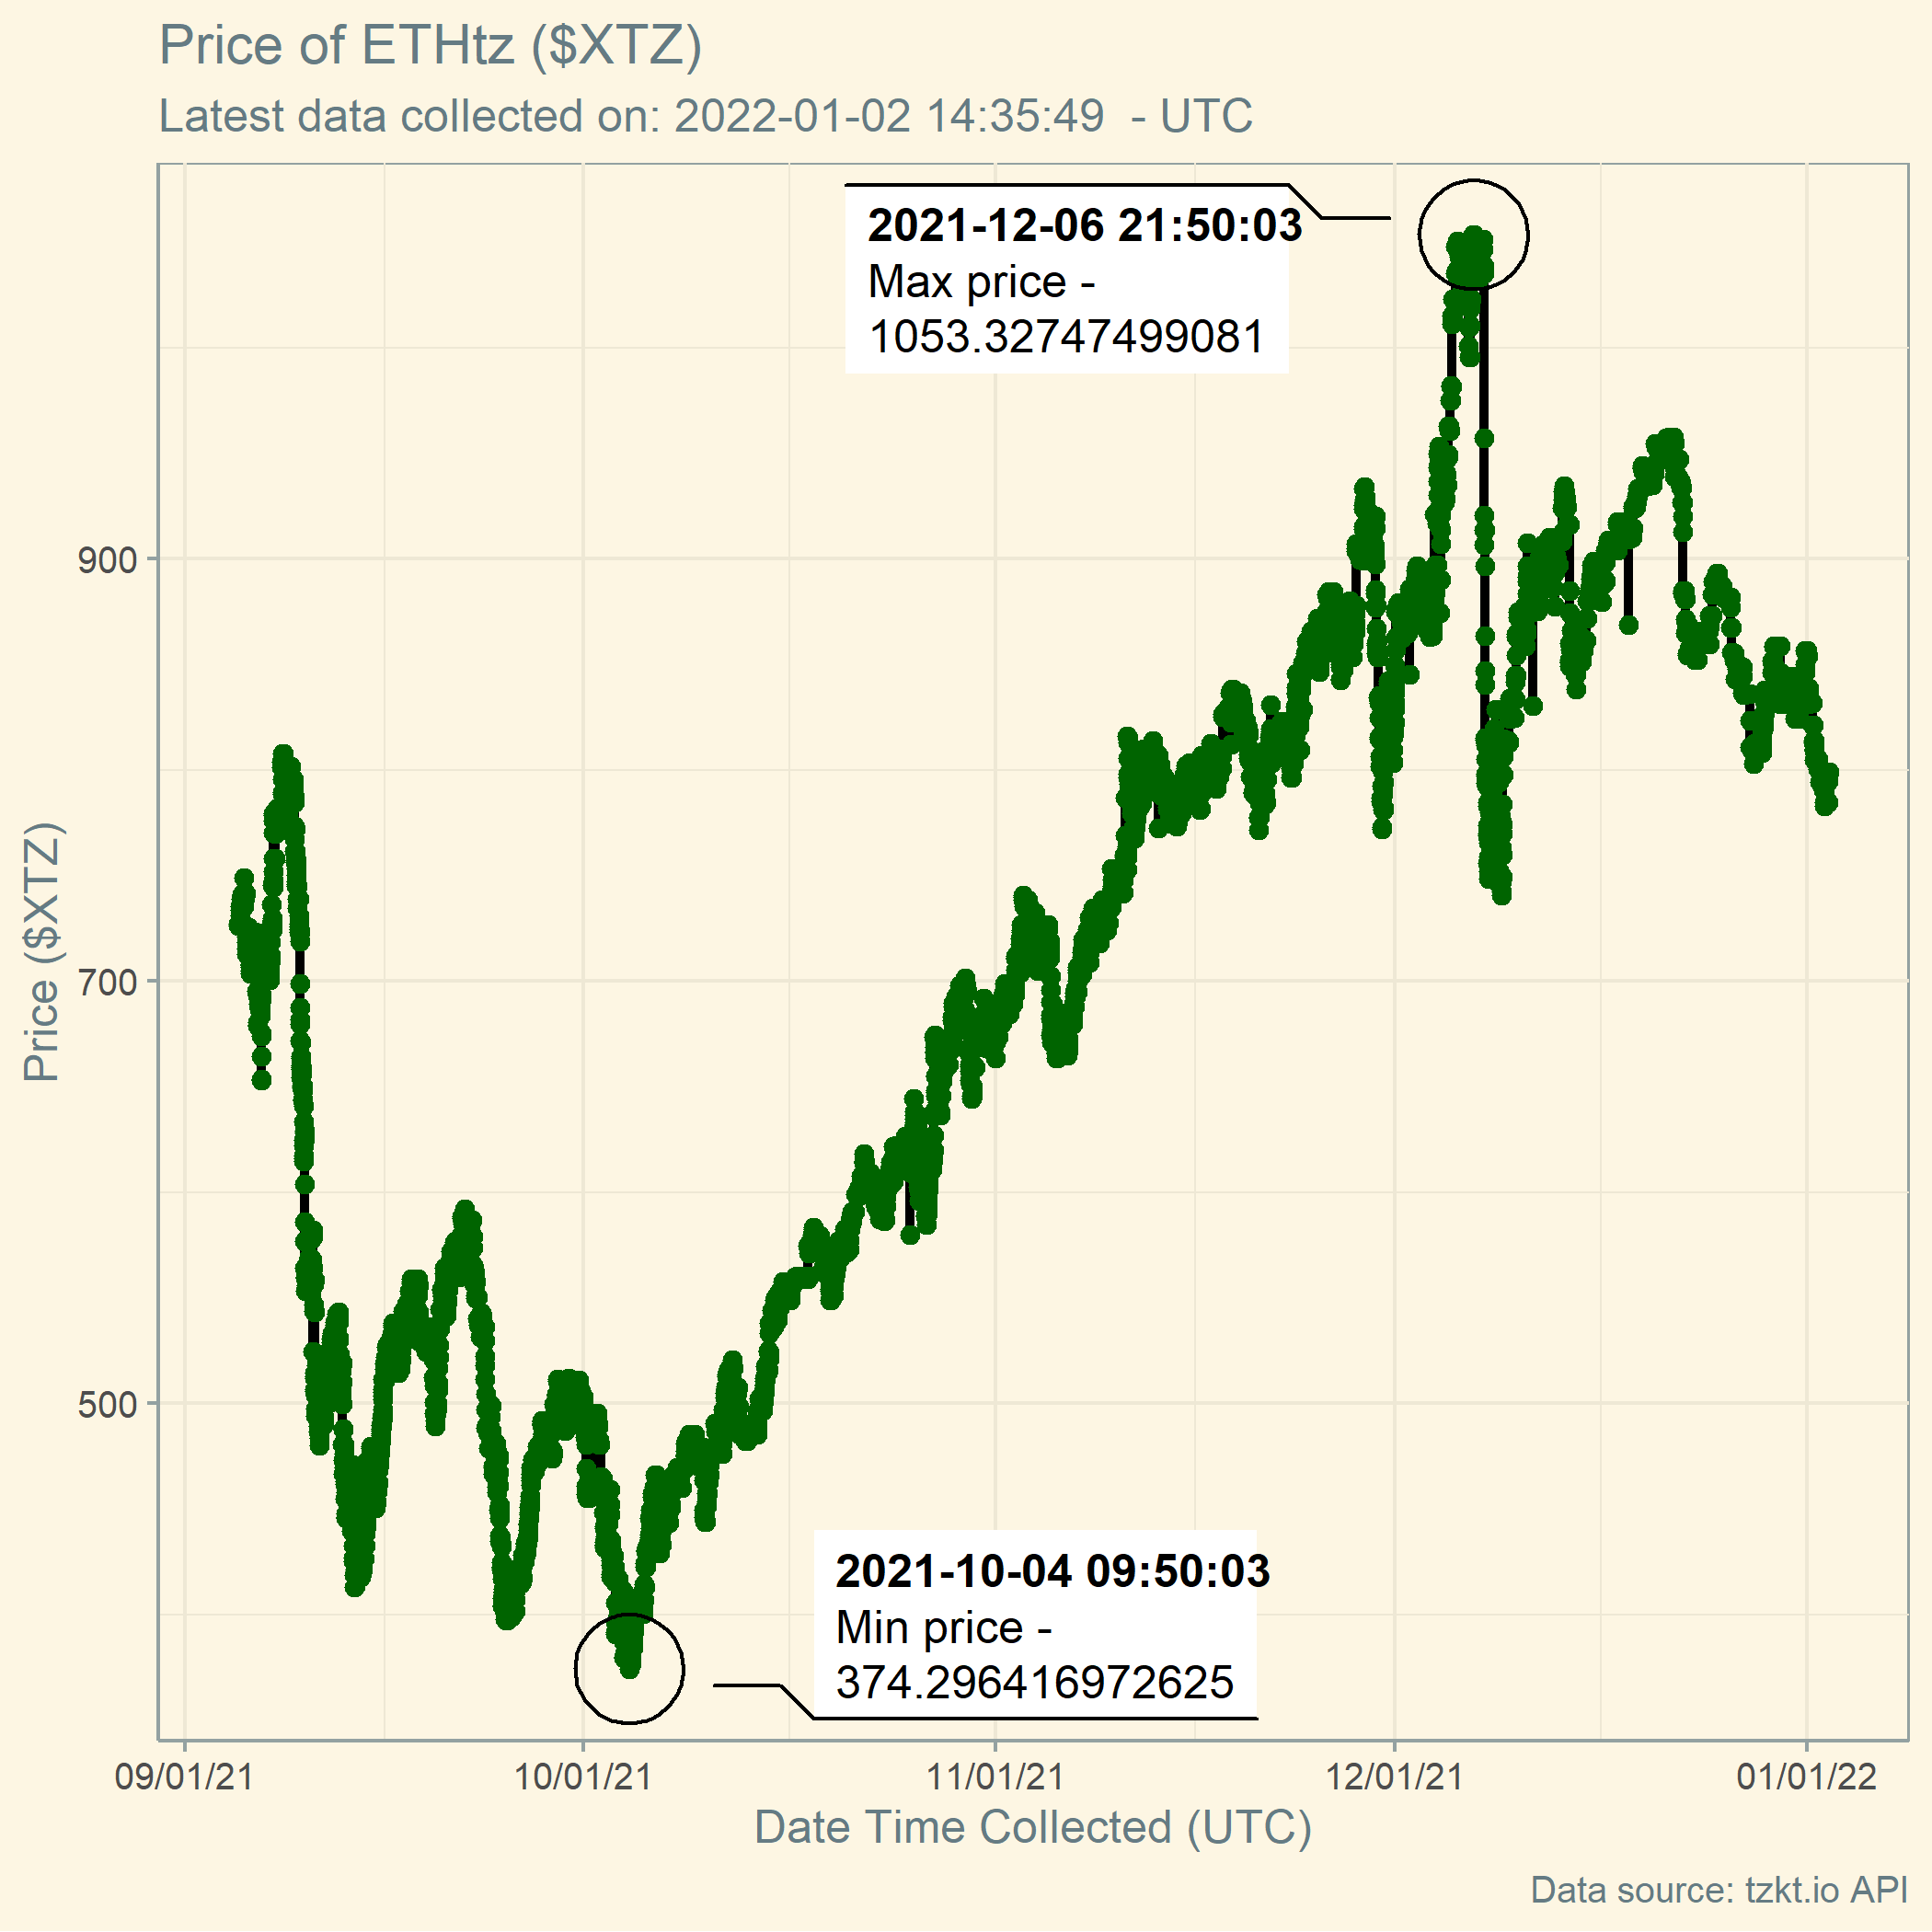 Price of ETHtz ($XTZ)
Latest data collected on: 2022-01-02 14:35:49  - UTC
2021-12-06 21:50:03
Max price -
1053.32747499081
900
700
500
Price ($XTZ)
2021-10-04 09:50:03
Min price -
374.296416972625
09/01/21 10/01/21 11/01/21 12/01/21 01/01/22
Date Time Collected (UTC)
Data source: tzkt.io API